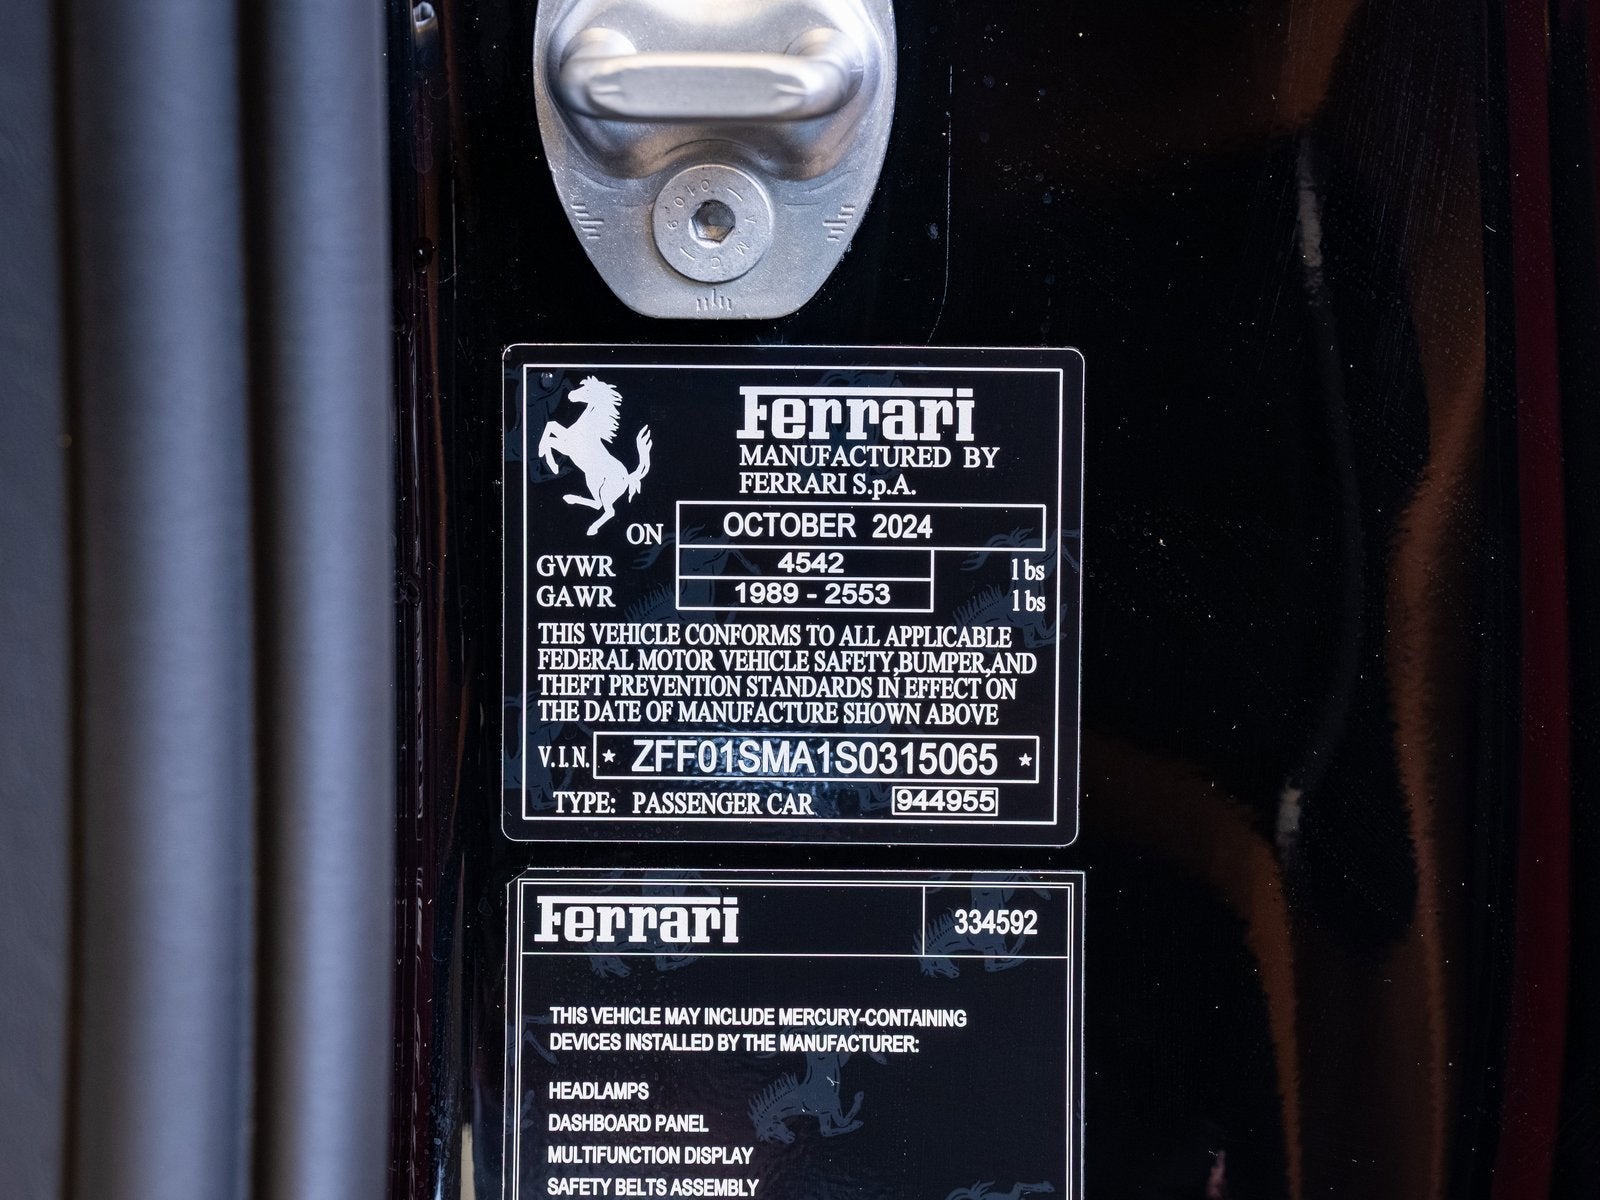 Ferrari
MANUFACTURED BY
FERRARI S.p.A.
ON OCTOBER 2024
GVWR 4542 lbs
GAWR 1989 - 2553 lbs
THIS VEHICLE CONFORMS TO ALL APPLICABLE
FEDERAL MOTOR VEHICLE SAFETY,BUMPER,AND
THEFT PREVENTION STANDARDS IN EFFECT ON
THE DATE OF MANUFACTURE SHOWN ABOVE
V.I.N. ★ ZFF01SMA1S0315065 ★
TYPE: PASSENGER CAR 944955
Ferrari 334592
THIS VEHICLE MAY INCLUDE MERCURY-CONTAINING
DEVICES INSTALLED BY THE MANUFACTURER:
HEADLAMPS
DASHBOARD PANEL
MULTIFUNCTION DISPLAY
SAFETY BELTS ASSEMBLY